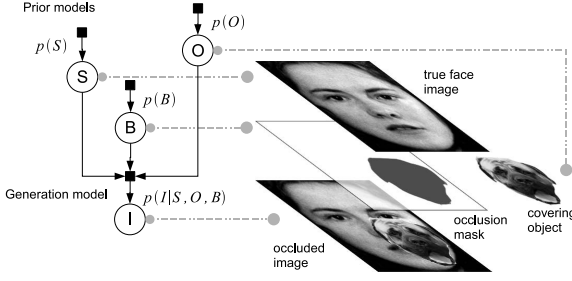 Prior models
p(O)
p(S)
O
S
true face
image
p(B)
B
Generation model
p(I|S, O, B)
I
occlusion
mask
covering
object
occluded
image